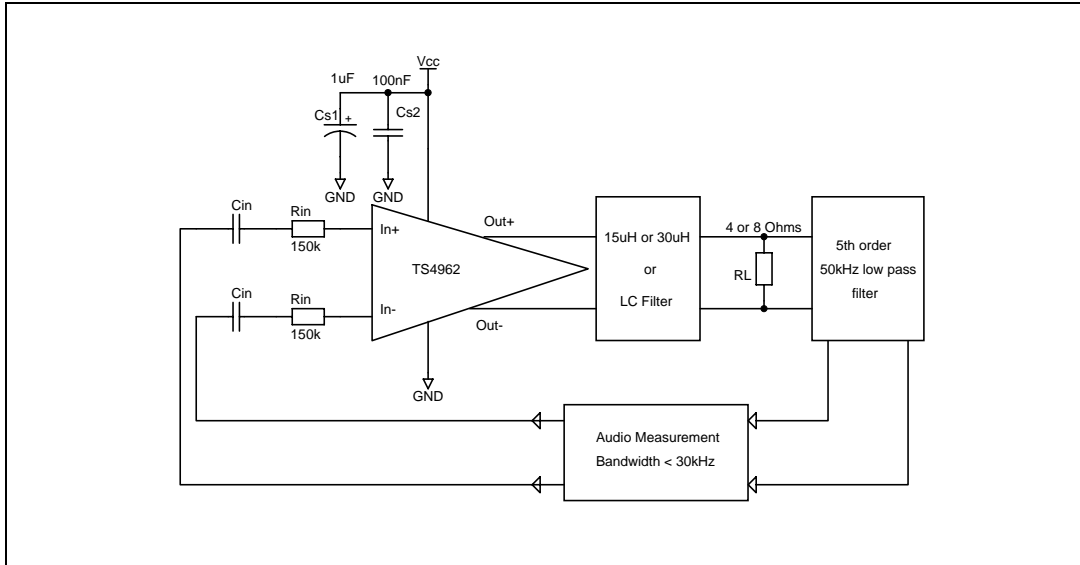 Vcc
1uF
100nF
Cs1
+
Cs2
GND
GND
Cin
Rin
150k
In+
Out+
TS4962
Cin
Rin
150k
In-
Out-
GND
15uH or 30uH
or
LC Filter
4 or 8 Ohms
RL
5th order
50kHz low pass
filter
Audio Measurement
Bandwidth < 30kHz